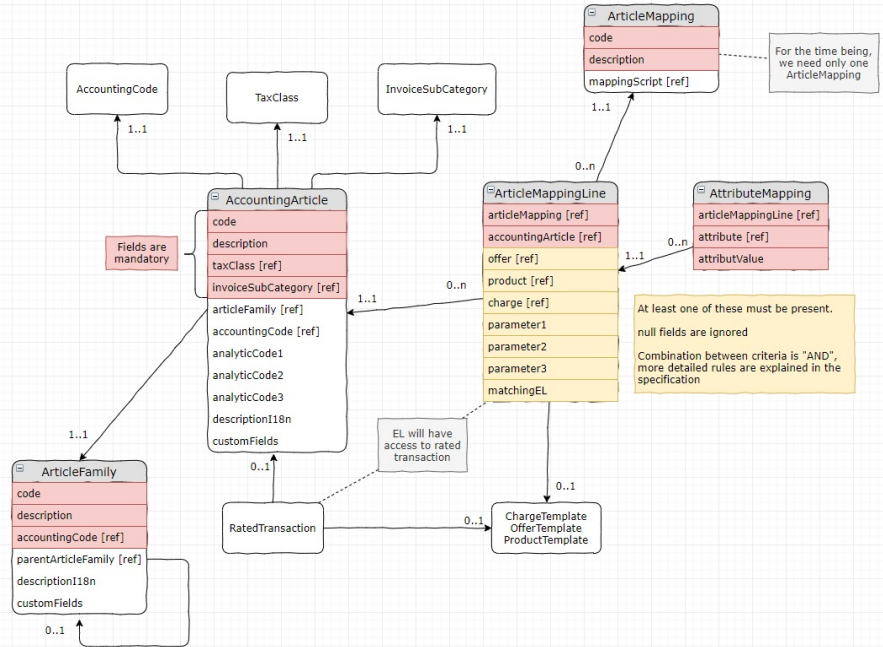 ArticleMapping
code
description
mappingScript [ref]
For the time being,
we need only one
ArticleMapping
AccountingCode
TaxClass
InvoiceSubCategory
1..1
1..1
1..1
1..1
0..n
AccountingArticle
code
description
taxClass [ref]
invoiceSubCategory [ref]
articleFamily [ref]
accountingCode [ref]
analyticCode1
analyticCode2
analyticCode3
descriptionI18n
customFields
Fields are
mandatory
ArticleMappingLine
articleMapping [ref]
accountingArticle [ref]
offer [ref]
product [ref]
charge [ref]
parameter1
parameter2
parameter3
matchingEL
AttributeMapping
articleMappingLine [ref]
attribute [ref]
attributValue
0..n
1..1
0..n
1..1
At least one of these must be present.
null fields are ignored
Combination between criteria is "AND",
more detailed rules are explained in the
specification
EL will have
access to rated
transaction
1..1
0..1
0..1
ArticleFamily
code
description
accountingCode [ref]
parentArticleFamily [ref]
descriptionI18n
customFields
0..1
RatedTransaction
0..1
ChargeTemplate
OfferTemplate
ProductTemplate